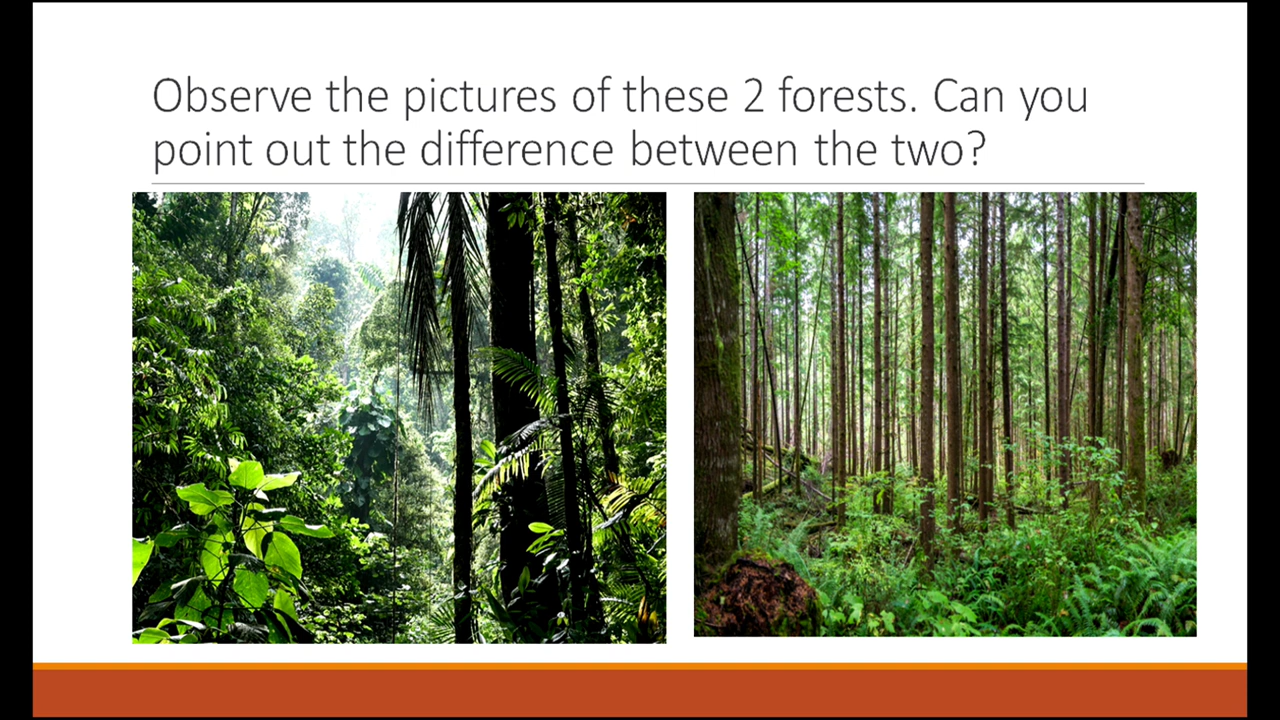 Observe the pictures of these 2 forests. Can you
point out the difference between the two?